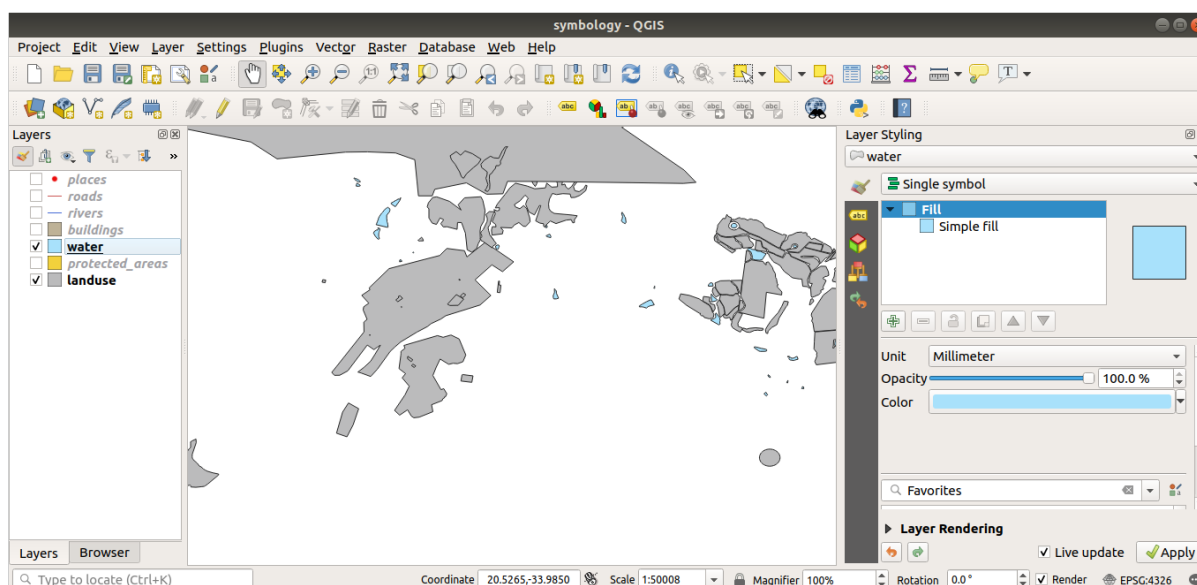 symbology - QGIS
Project Edit View Layer Settings Plugins Vector Raster Database Web Help
Layers
places
roads
rivers
buildings
water
protected_areas
landuse
Layers Browser
Layer Styling
water
Single symbol
Fill
Simple fill
Unit Millimeter
Opacity 100.0 %
Color
Favorites
Layer Rendering
Live update Apply
Type to locate (Ctrl+K) Coordinate 20.5265,-33.9850 Scale 1:50008 Magnifier 100% Rotation 0.0° Render EPSG:4326